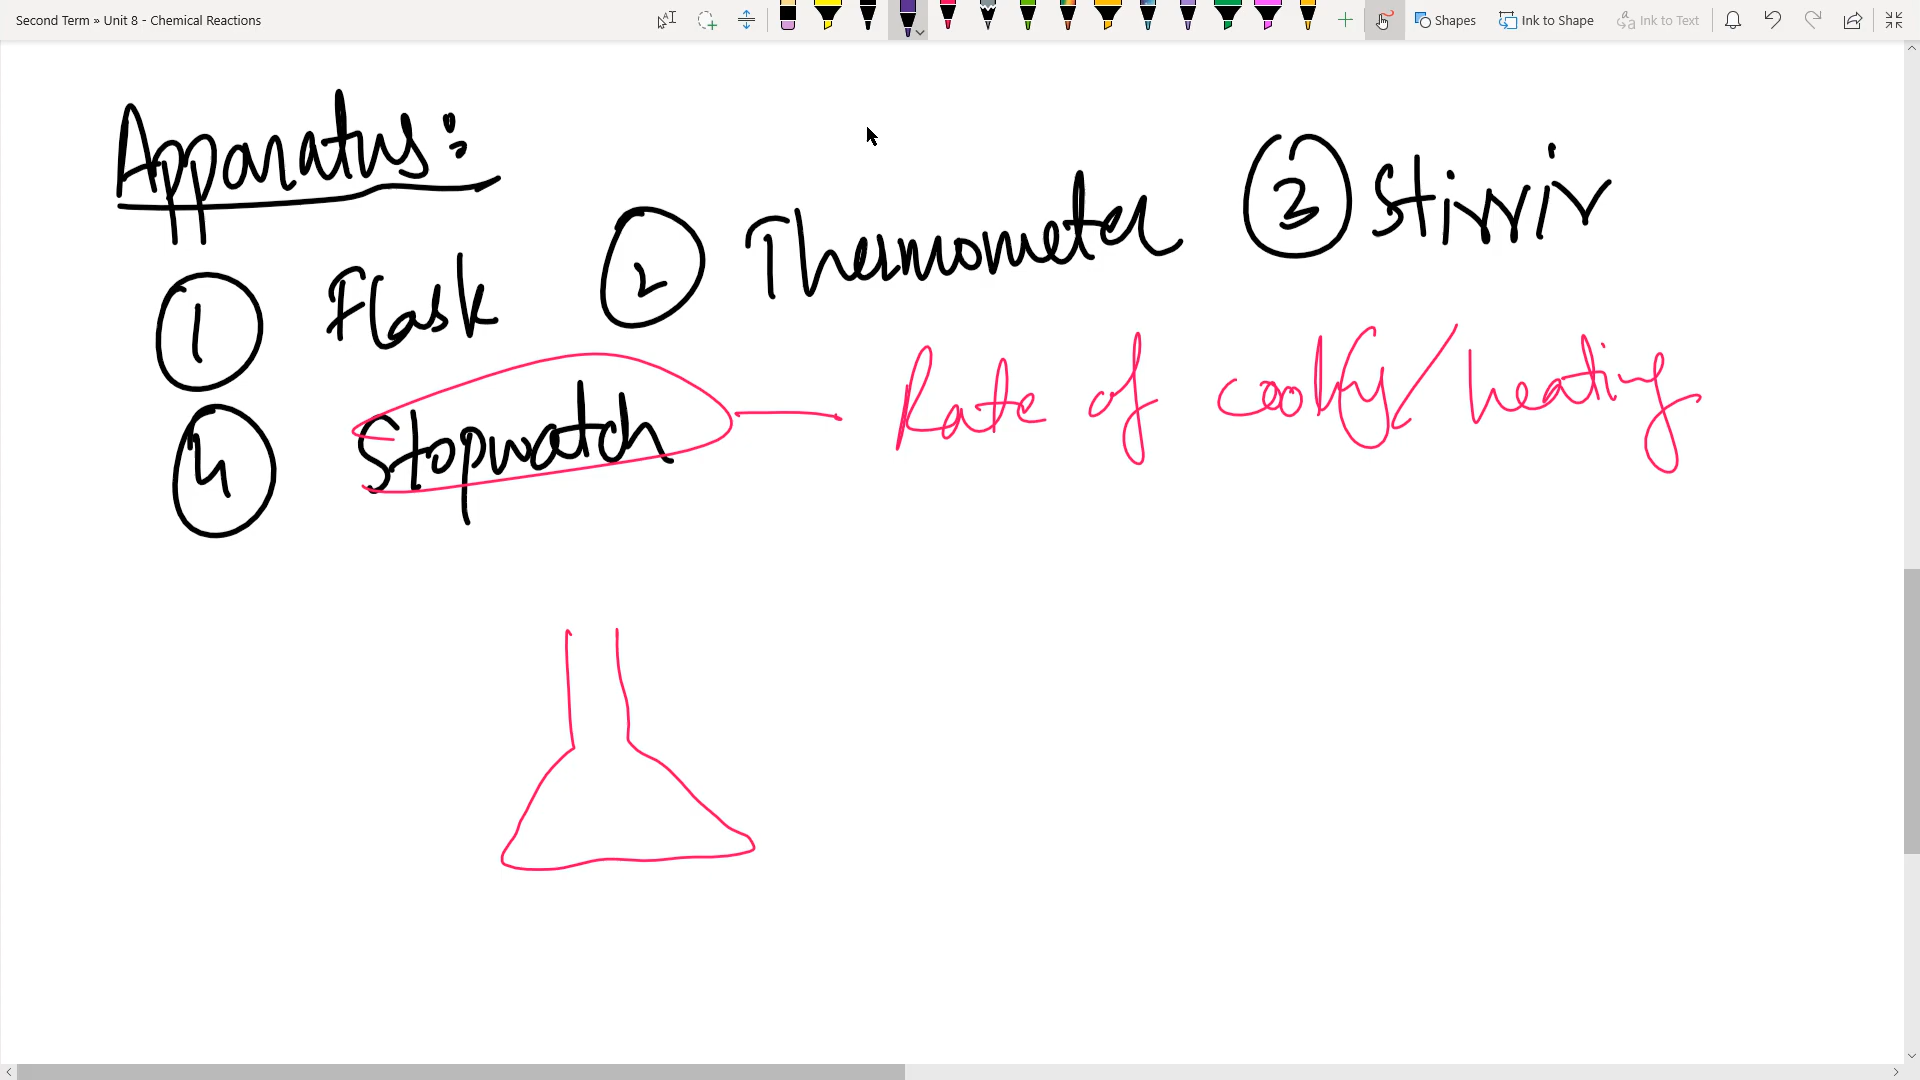 Second Term » Unit 8 - Chemical Reactions
Shapes Ink to Shape Ink to Text
Apparatus:
1 Flask 2 Thermometer 3 Stirrir
4 Stopwatch Rate of cooling/heating